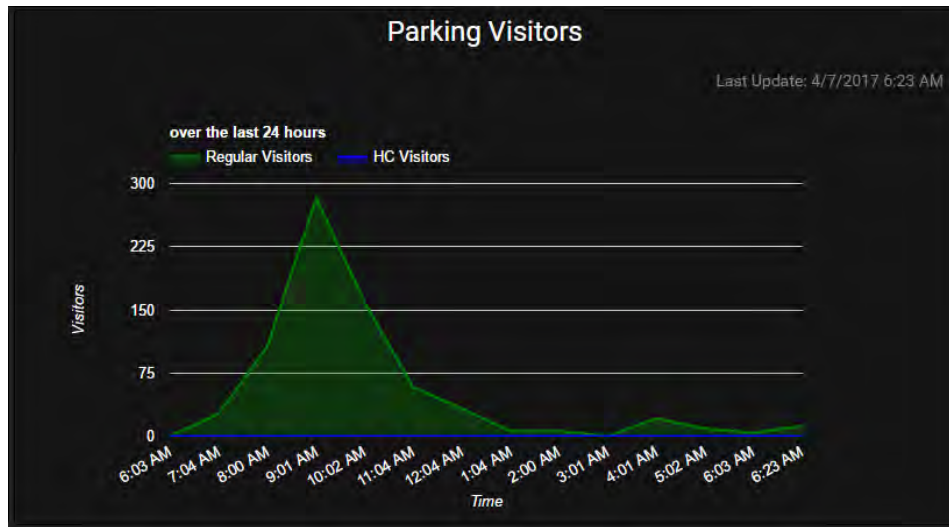 Parking Visitors
Last Update: 4/7/2017 6:23 AM
over the last 24 hours
Regular Visitors HC Visitors
300
225
150
75
0
Visitors
6:03 AM 7:04 AM 8:00 AM 9:01 AM 10:02 AM 11:04 AM 12:04 AM 1:04 AM 2:00 AM 3:01 AM 4:01 AM 5:02 AM 6:03 AM 6:23 AM
Time